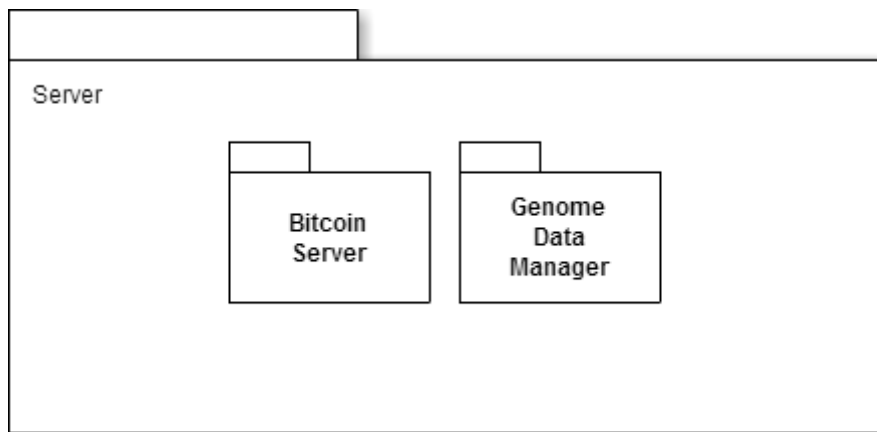 Server
Bitcoin
Server
Genome
Data
Manager